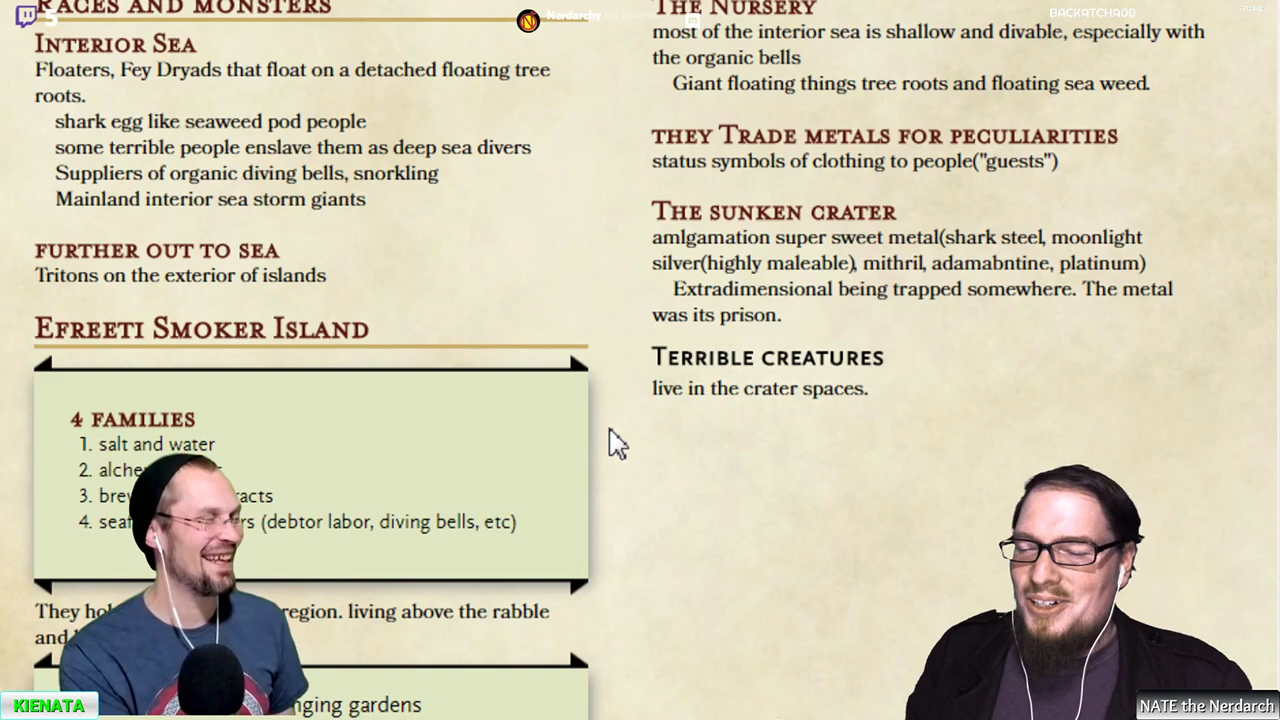 RACES AND MONSTERS
INTERIOR SEA
Floaters, Fey Dryads that float on a detached floating tree
roots.
shark egg like seaweed pod people
some terrible people enslave them as deep sea divers
Suppliers of organic diving bells, snorkling
Mainland interior sea storm giants
FURTHER OUT TO SEA
Tritons on the exterior of islands
EFREETI SMOKER ISLAND
4 FAMILIES
1. salt and water
2.
3.
4. (debtor labor, diving bells, etc)
They region. living above the rabble
and
gardens
THE NURSERY
most of the interior sea is shallow and divable, especially with
the organic bells
Giant floating things tree roots and floating sea weed.
THEY TRADE METALS FOR PECULIARITIES
status symbols of clothing to people("guests")
THE SUNKEN CRATER
amlgamation super sweet metal(shark steel, moonlight
silver(highly maleable), mithril, adamabntine, platinum)
Extradimensional being trapped somewhere. The metal
was its prison.
TERRIBLE CREATURES
live in the crater spaces.
5
Nerdarchy
BACKATCHA00
KIENATA
NATE the Nerdarch